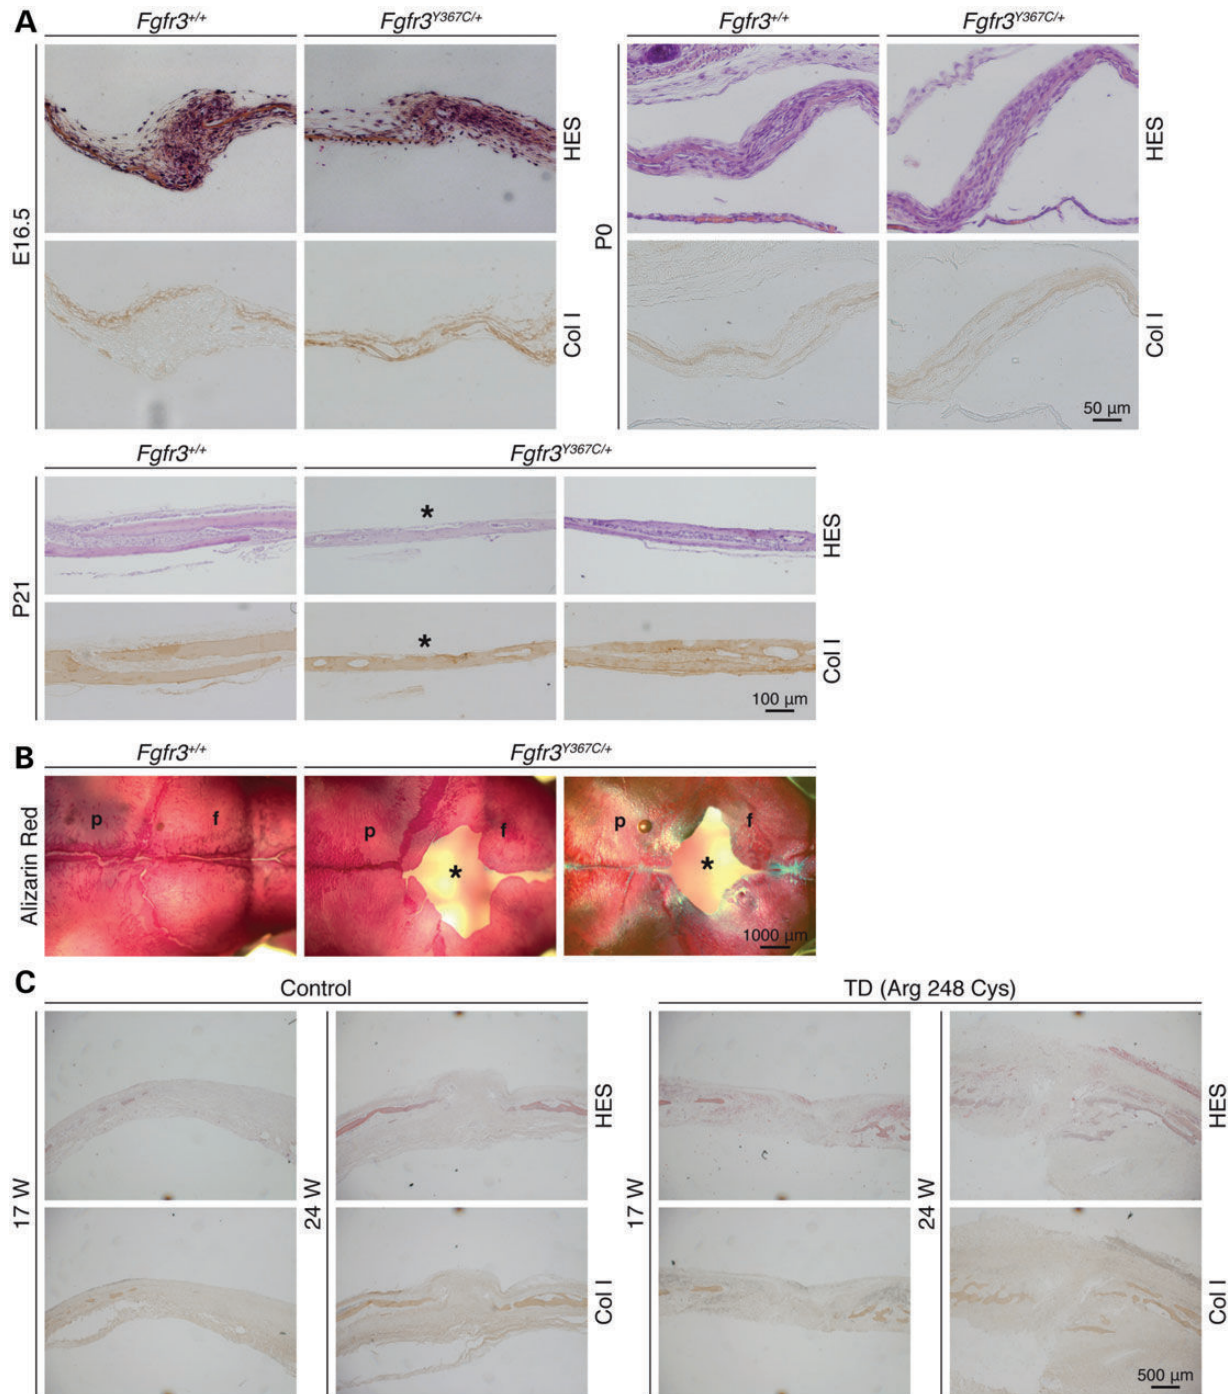 A
Fgfr3+/+
Fgfr3Y367C/+
Fgfr3+/+
Fgfr3Y367C/+
E16.5
HES
Col I
P0
HES
Col I
50 µm
Fgfr3+/+
Fgfr3Y367C/+
P21
*
HES
*
Col I
100 µm
B
Fgfr3+/+
Fgfr3Y367C/+
Alizarin Red
p
f
p
f
*
p
f
*
1000 µm
C
Control
TD (Arg 248 Cys)
17 W
24 W
17 W
24 W
HES
HES
Col I
Col I
500 µm